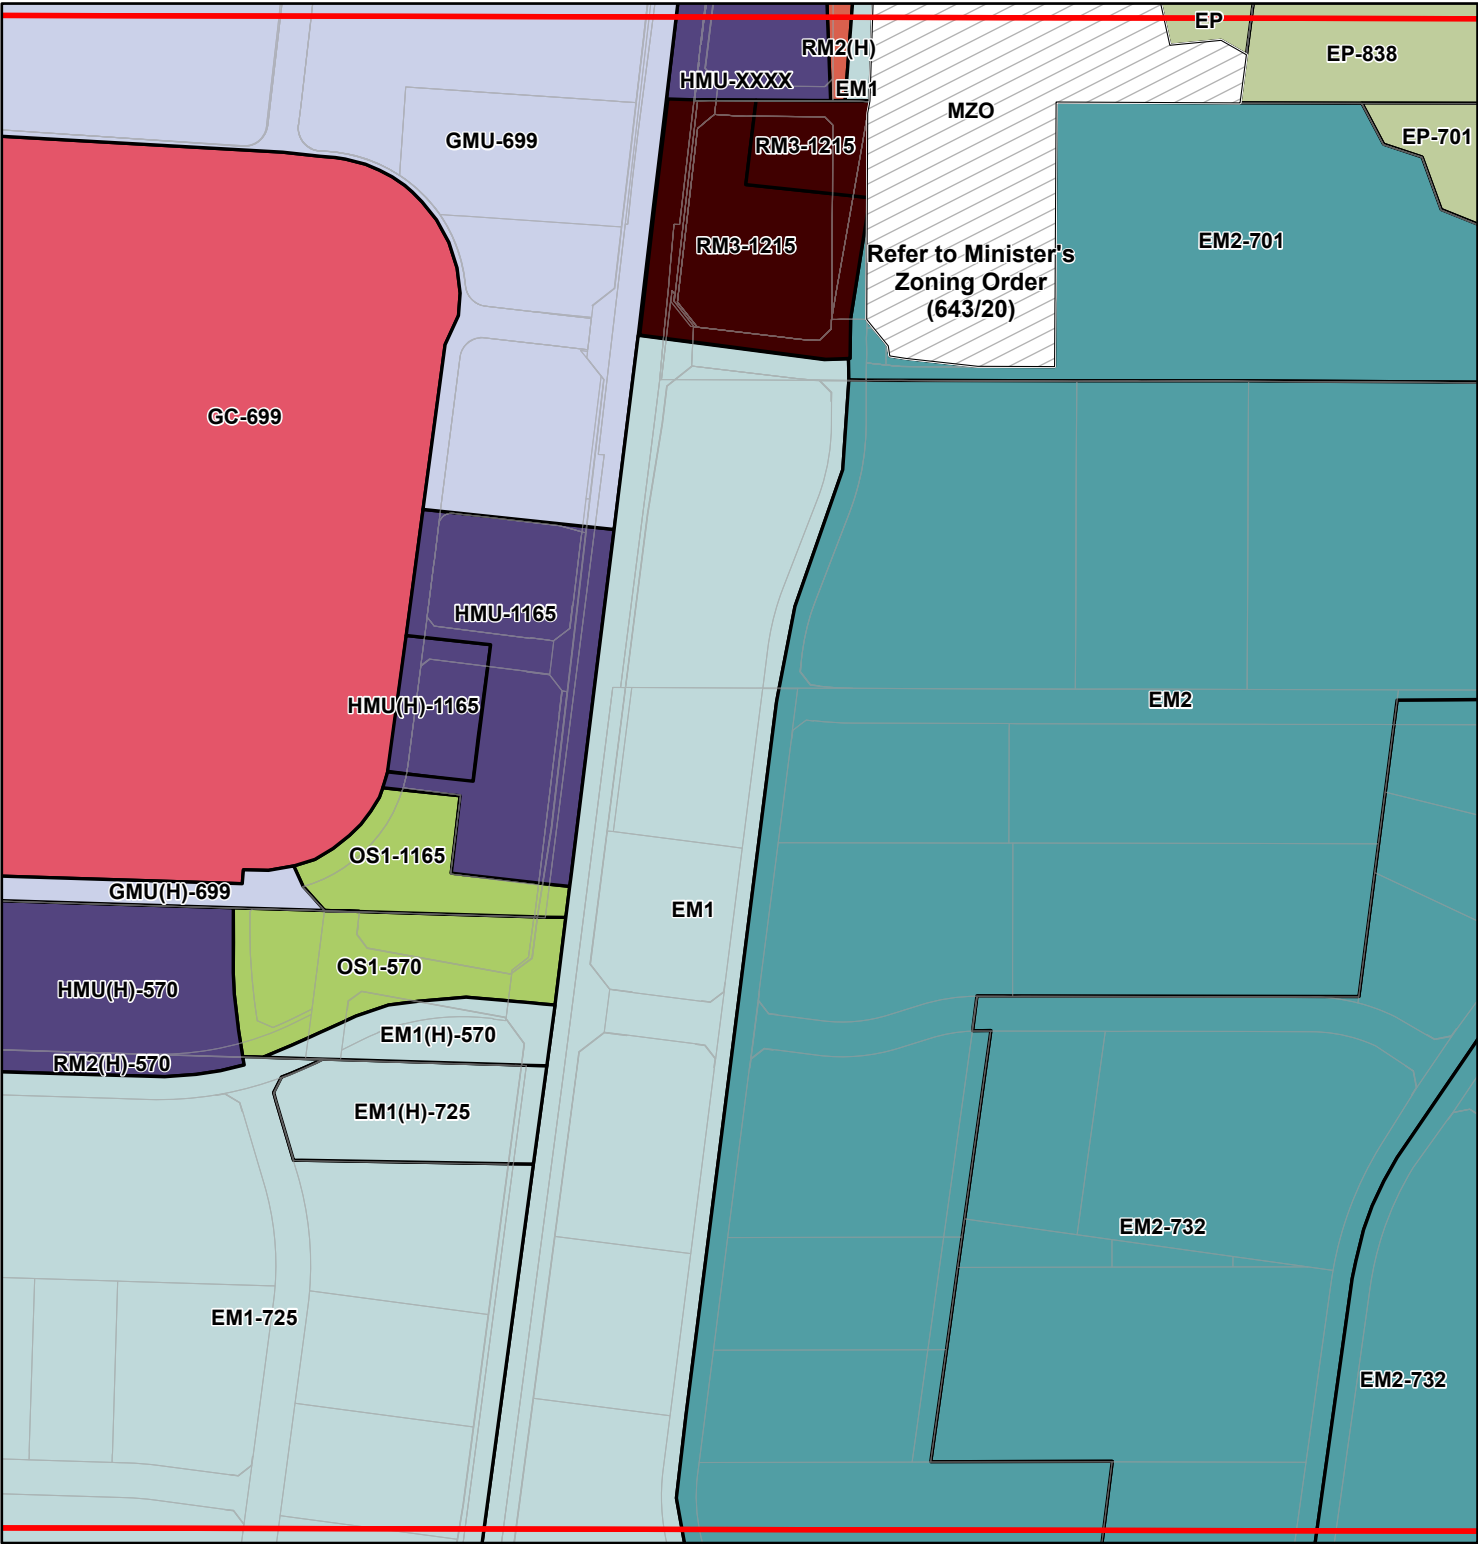 EP
RM2(H)
EP-838
HMU-XXXX
EM1
MZO
EP-701
GMU-699
RM3-1215
RM3-1215
EM2-701
Refer to Minister's
Zoning Order
(643/20)
GC-699
HMU-1165
EM2
HMU(H)-1165
OS1-1165
GMU(H)-699
EM1
OS1-570
HMU(H)-570
EM1(H)-570
RM2(H)-570
EM1(H)-725
EM2-732
EM1-725
EM2-732